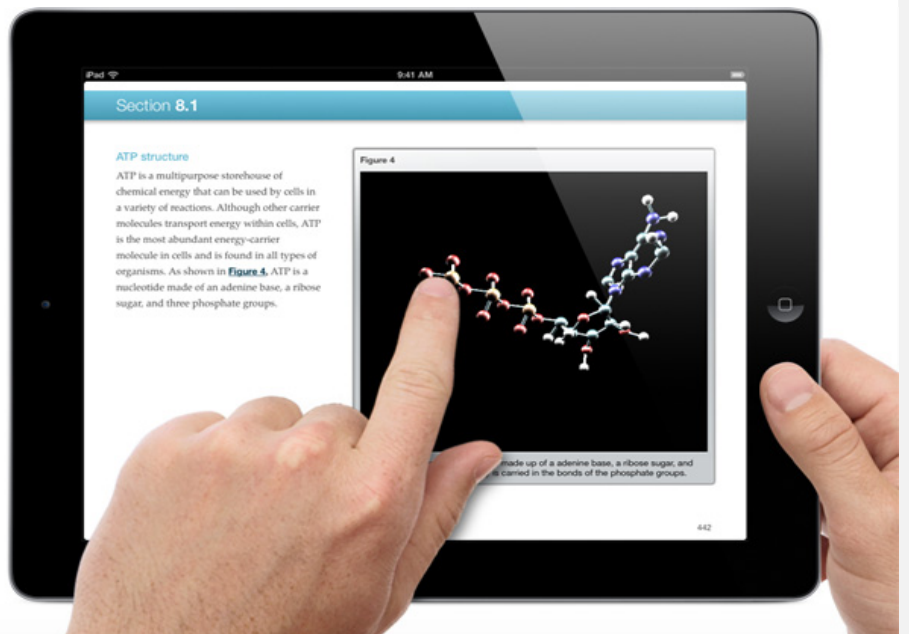 iPad
9:41 AM
Section 8.1
ATP structure
ATP is a multipurpose storehouse of
chemical energy that can be used by cells in
a variety of reactions. Although other carrier
molecules transport energy within cells, ATP
is the most abundant energy-carrier
molecule in cells and is found in all types of
organisms. As shown in Figure 4, ATP is a
nucleotide made of an adenine base, a ribose
sugar, and three phosphate groups.
Figure 4
made up of a adenine base, a ribose sugar, and
is carried in the bonds of the phosphate groups.
442